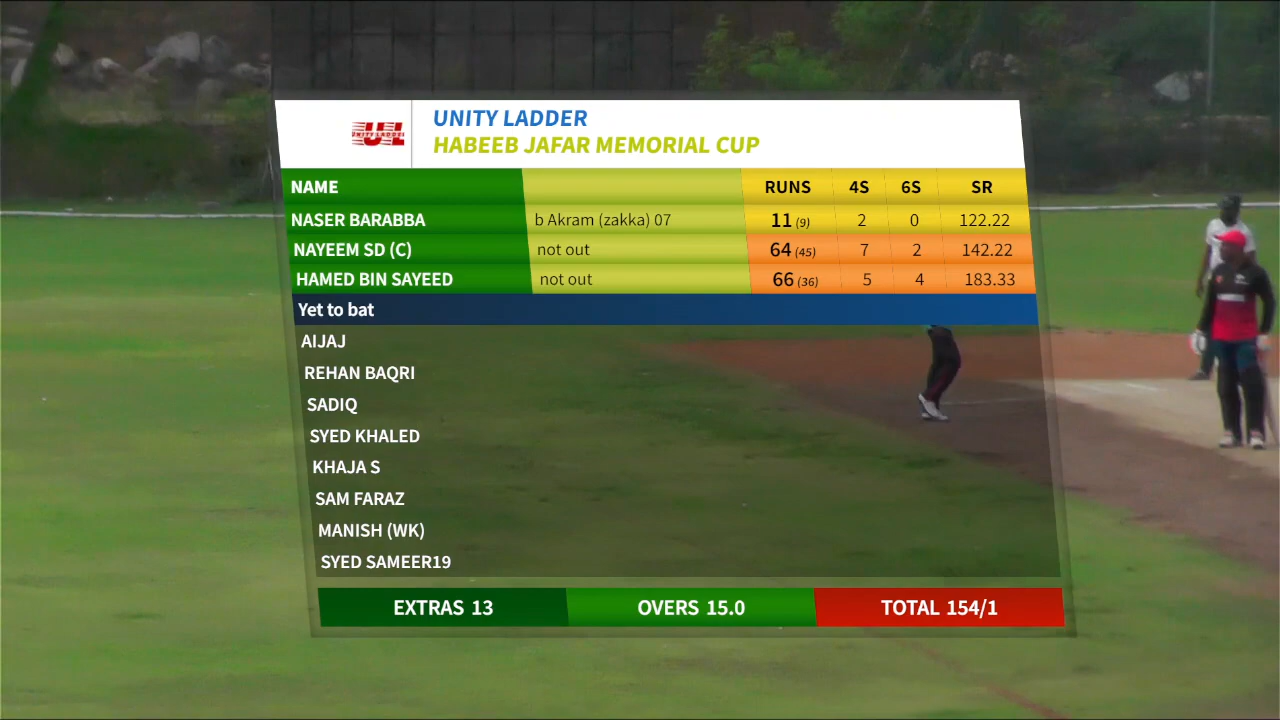 UNITY LADDER
UNITY LADDER
HABEEB JAFAR MEMORIAL CUP
NAME RUNS 4S 6S SR
NASER BARABBA b Akram (zakka) 07 11 (9) 2 0 122.22
NAYEEM SD (C) not out 64 (45) 7 2 142.22
HAMED BIN SAYEED not out 66 (36) 5 4 183.33
Yet to bat
AIJAJ
REHAN BAQRI
SADIQ
SYED KHALED
KHAJA S
SAM FARAZ
MANISH (WK)
SYED SAMEER19
EXTRAS 13 OVERS 15.0 TOTAL 154/1